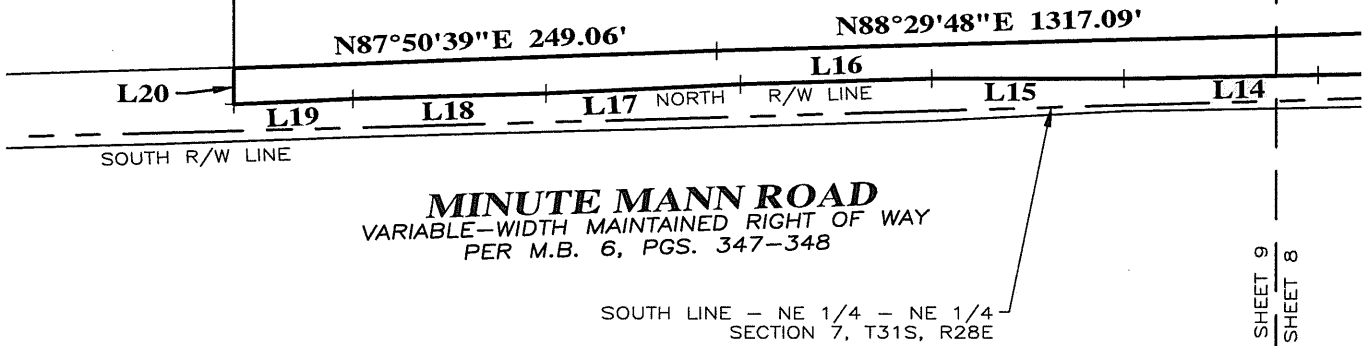 N87°50'39"E 249.06'
N88°29'48"E 1317.09'
L20
L16
L19
L18
L17
NORTH R/W LINE
L15
L14
SOUTH R/W LINE
MINUTE MANN ROAD
VARIABLE-WIDTH MAINTAINED RIGHT OF WAY
PER M.B. 6, PGS. 347-348
SOUTH LINE - NE 1/4 - NE 1/4
SECTION 7, T31S, R28E
SHEET 9
SHEET 8